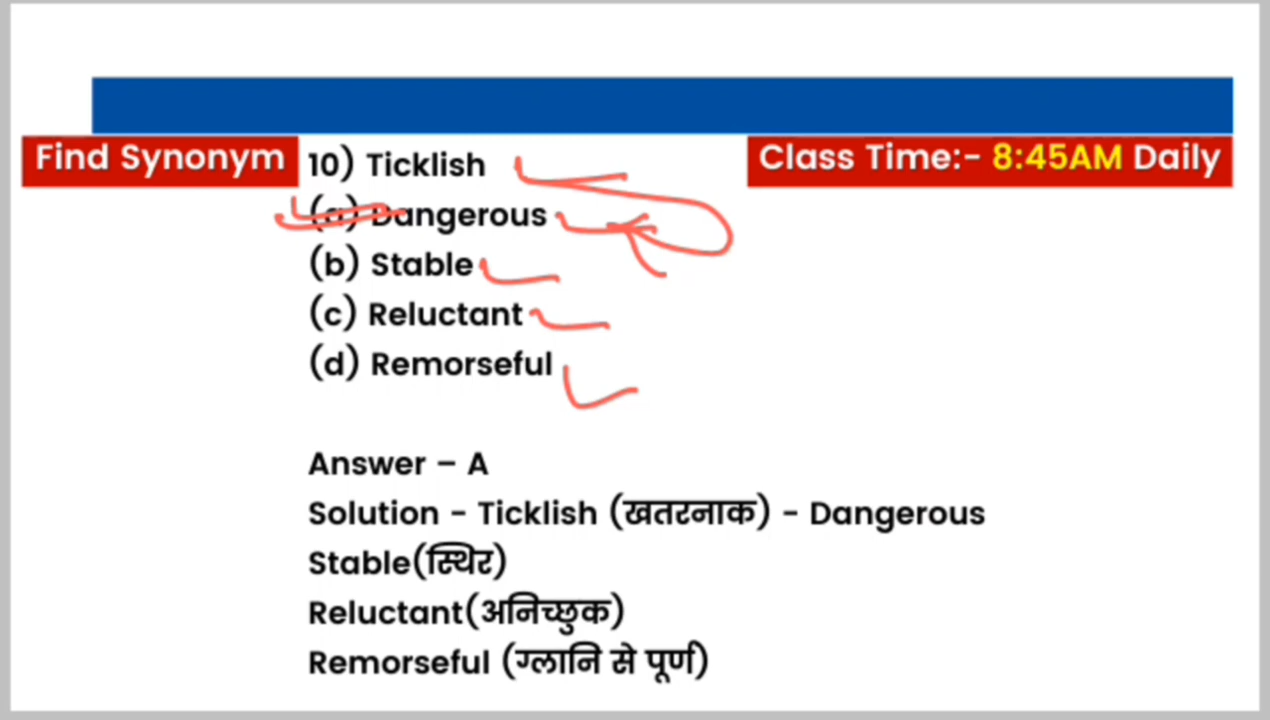 Find Synonym
10) Ticklish
Class Time:- 8:45AM Daily
(a) Dangerous
(b) Stable
(c) Reluctant
(d) Remorseful
Answer – A
Solution - Ticklish (खतरनाक) - Dangerous
Stable(स्थिर)
Reluctant(अनिच्छुक)
Remorseful (ग्लानि से पूर्ण)